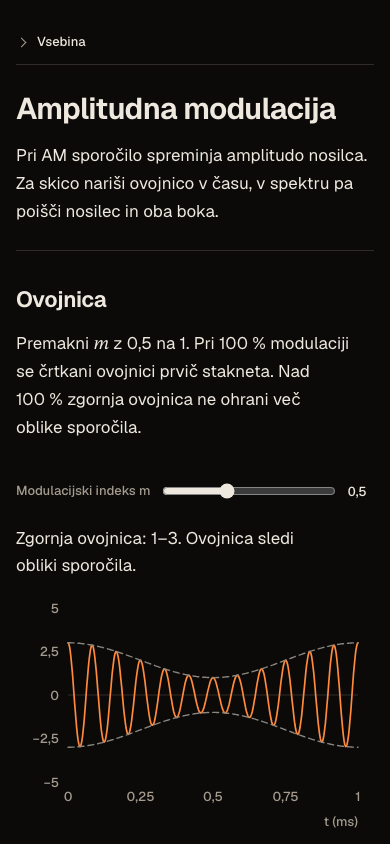 Vsebina
Amplitudna modulacija
Pri AM sporočilo spreminja amplitudo nosilca.
Za skico nariši ovojnico v času, v spektru pa
poišči nosilec in oba boka.
Ovojnica
Premakni m z 0,5 na 1. Pri 100 % modulaciji
se črtkani ovojnici prvič stakneta. Nad
100 % zgornja ovojnica ne ohrani več
oblike sporočila.
Modulacijski indeks m 0,5
Zgornja ovojnica: 1–3. Ovojnica sledi
obliki sporočila.
5
2,5
0
−2,5
−5
0 0,25 0,5 0,75 1
t (ms)